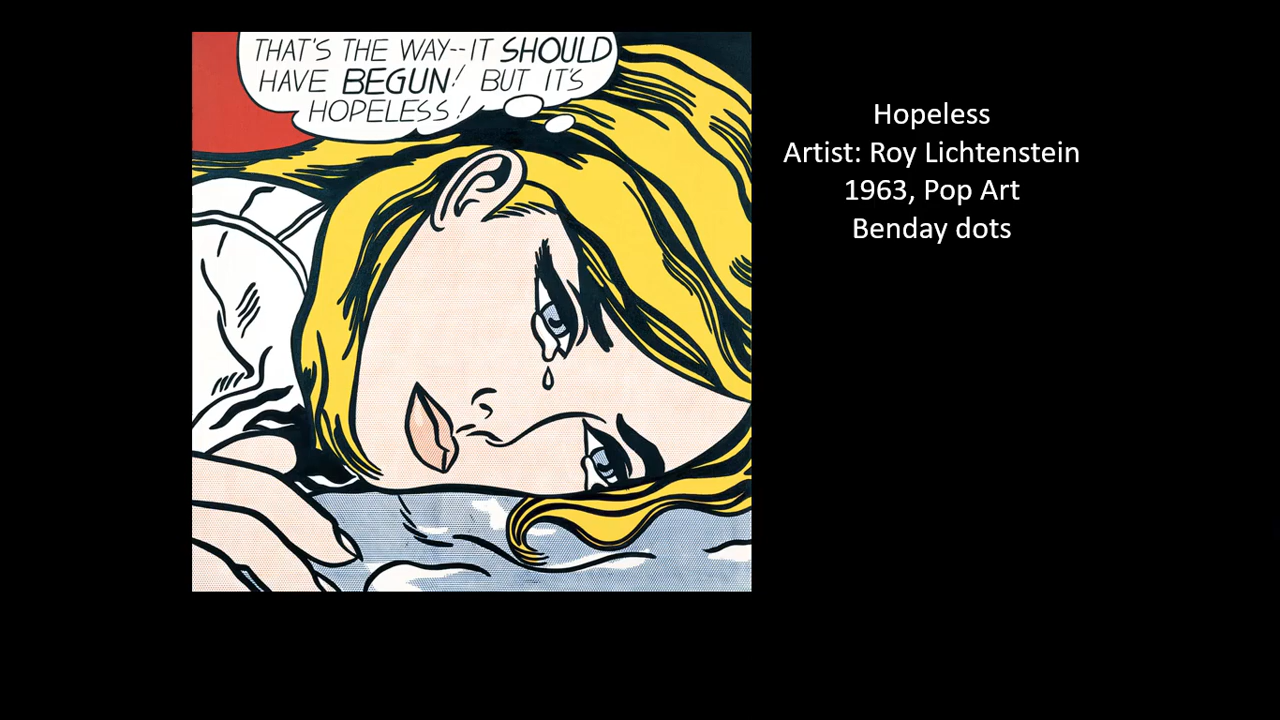 THAT'S THE WAY--IT SHOULD
HAVE BEGUN! BUT IT'S
HOPELESS!
Hopeless
Artist: Roy Lichtenstein
1963, Pop Art
Benday dots